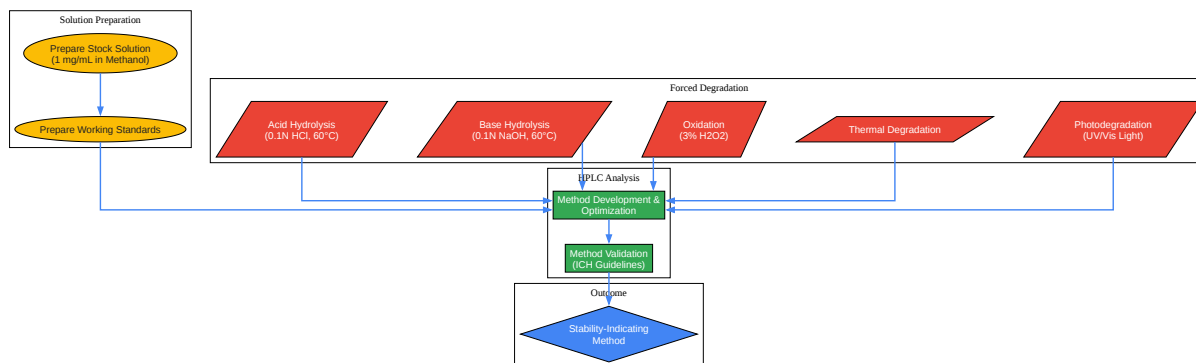 Solution Preparation
Prepare Stock Solution
(1 mg/mL in Methanol)
Prepare Working Standards
Forced Degradation
Acid Hydrolysis
(0.1N HCl, 60°C)
Base Hydrolysis
(0.1N NaOH, 60°C)
Oxidation
(3% H2O2)
Thermal Degradation
Photodegradation
(UV/Vis Light)
HPLC Analysis
Method Development &
Optimization
Method Validation
(ICH Guidelines)
Outcome
Stability-Indicating
Method